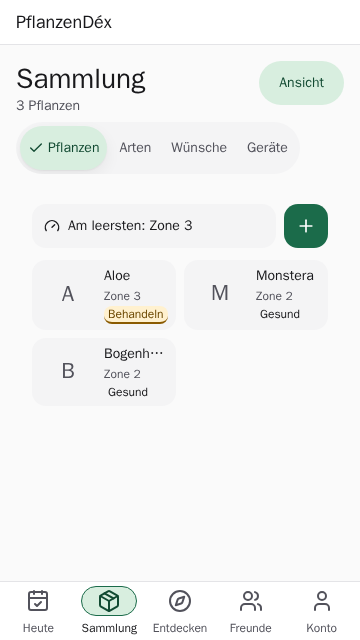 PflanzenDéx
Sammlung
Ansicht
3 Pflanzen
Pflanzen Arten Wünsche Geräte
Am leersten: Zone 3
A
Aloe
Zone 3
Behandeln
M
Monstera
Zone 2
Gesund
B
Bogenh···
Zone 2
Gesund
Heute Sammlung Entdecken Freunde Konto